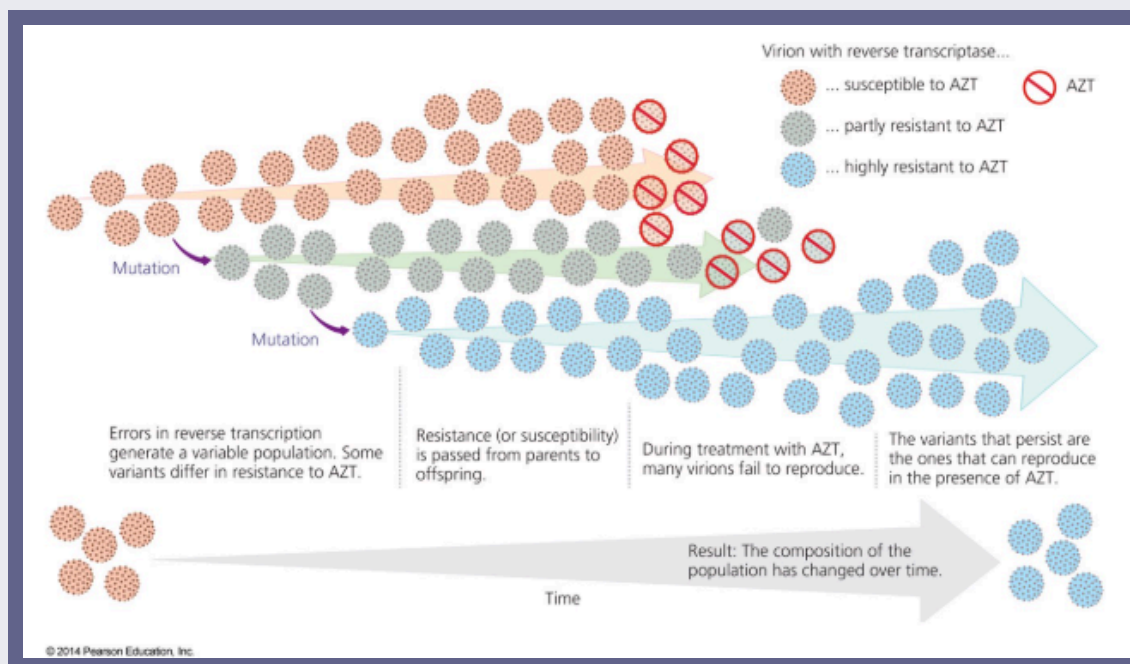 Virion with reverse transcriptase...
... susceptible to AZT
AZT
... partly resistant to AZT
... highly resistant to AZT
Mutation
Mutation
Errors in reverse transcription
generate a variable population. Some
variants differ in resistance to AZT.
Resistance (or susceptibility)
is passed from parents to
offspring.
During treatment with AZT,
many virions fail to reproduce.
The variants that persist are
the ones that can reproduce
in the presence of AZT.
Result: The composition of the
population has changed over time.
Time
© 2014 Pearson Education, Inc.